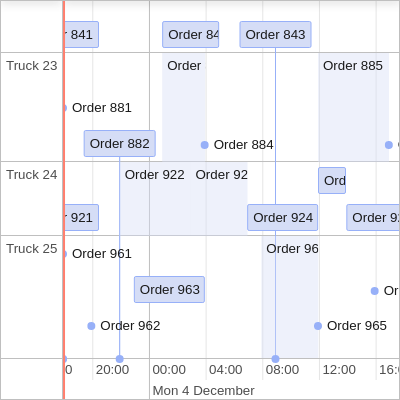 841 Order 84 Order 843
Truck 23 Order Order 885
Order 881
Order 882 Order 884
Truck 24 Order 922 Order 92 Ord
921 Order 924 Order 92
Truck 25 Order 961 Order 96
Order 963 Or
Order 962 Order 965
0 20:00 00:00 04:00 08:00 12:00 16:0
Mon 4 December